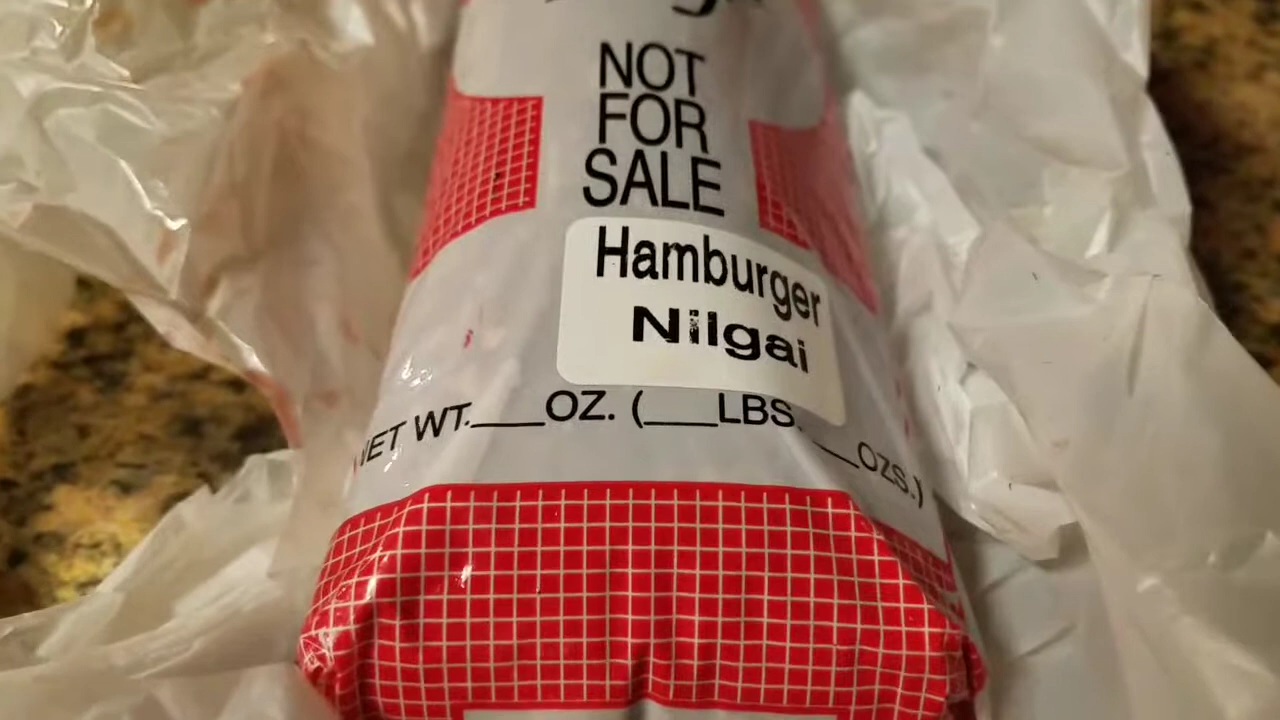 NOT
FOR
SALE
Hamburger
Nilgai
NET WT.___OZ. (___LBS.___OZS.)